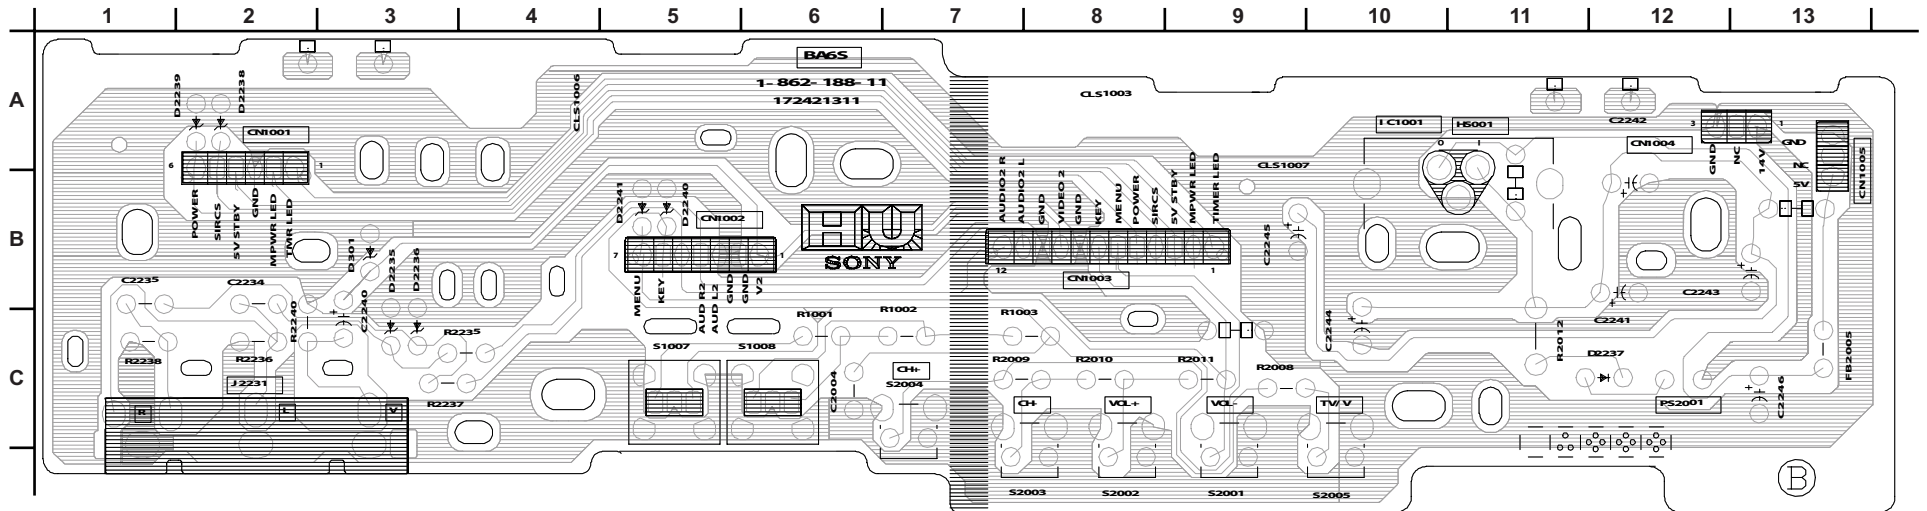 1 2 3 4 5 6 7 8 9 10 11 12 13
A
B
C
BA6S
1-862-188-11
172421311
CLS1006
CLS1003
D2239
D2238
CN1001
6
1
POWER
SIRCS
5V STBY
GND
MPWR LED
TMR LED
D2241
D2240
CN1002
7
1
MENU
KEY
AUD R2
AUD L2
GND
GND
V2
HU
SONY
AUDIO2 R
AUDIO2 L
GND
VIDEO 2
GND
KEY
MENU
POWER
SIRCS
5V STBY
MPWR LED
TIMER LED
12
1
CN1003
CLS1007
IC1001
HS001
O
I
C2242
CN1004
3
1
GND
NC
14V
GND
NC
5V
CN1005
C2245
C2243
C2241
C2244
R2012
D2237
FB2005
C2246
PS2001
C2235
C2234
R2240
D301
C2240
D2235
D2236
R2235
R2238
R2236
J2231
R2237
R
L
V
S1007
S1008
R1001
R1002
R1003
C2004
CH+
S2004
R2009
R2010
R2011
R2008
CH-
VOL+
VOL-
TV/V
S2003
S2002
S2001
S2005
B